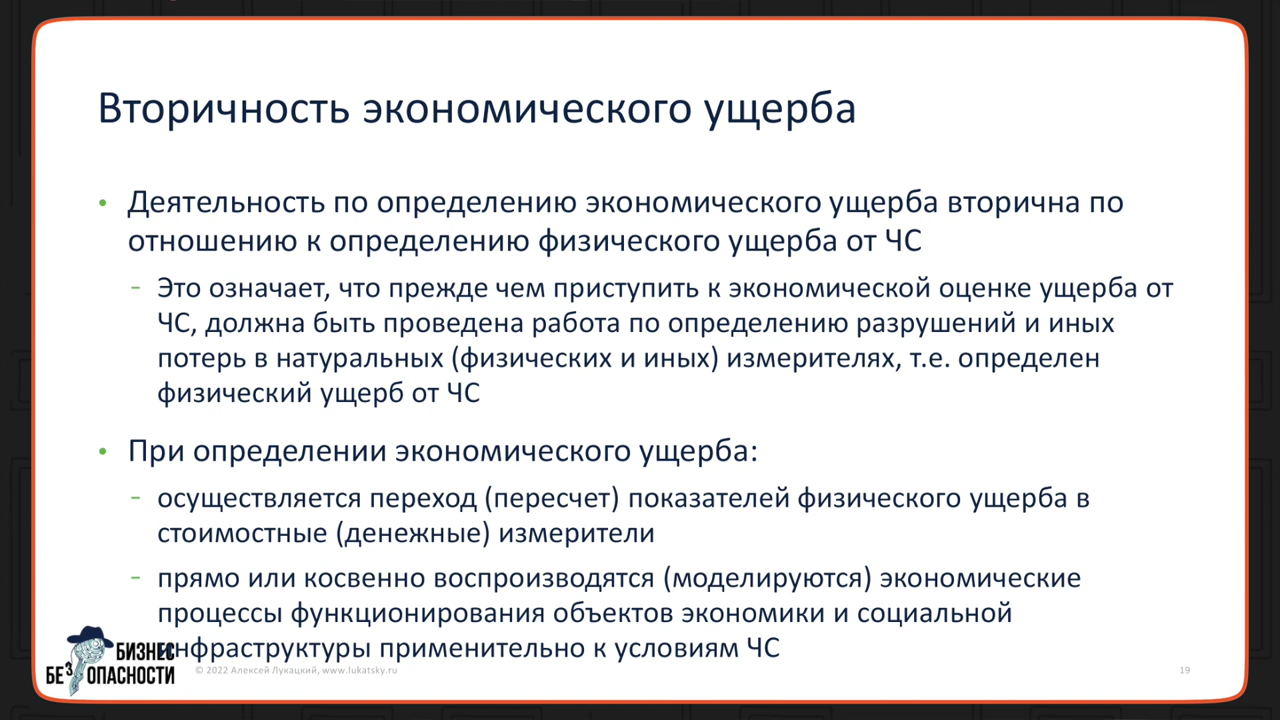 Вторичность экономического ущерба
• Деятельность по определению экономического ущерба вторична по
отношению к определению физического ущерба от ЧС
- Это означает, что прежде чем приступить к экономической оценке ущерба от
ЧС, должна быть проведена работа по определению разрушений и иных
потерь в натуральных (физических и иных) измерителях, т.е. определен
физический ущерб от ЧС
• При определении экономического ущерба:
- осуществляется переход (пересчет) показателей физического ущерба в
стоимостные (денежные) измерители
- прямо или косвенно воспроизводятся (моделируются) экономические
процессы функционирования объектов экономики и социальной
инфраструктуры применительно к условиям ЧС
БИЗНЕС
БЕЗОПАСНОСТИ
© 2022 Алексей Лукацкий, www.lukatsky.ru
19